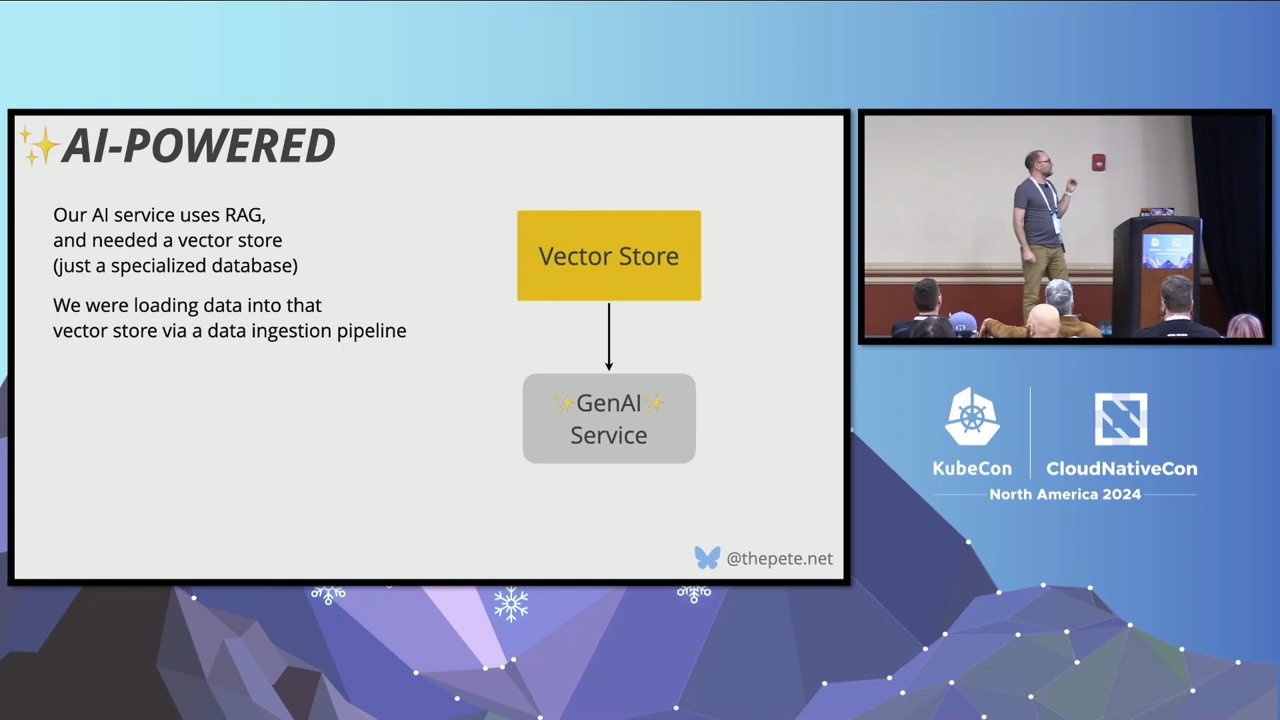 ✨AI-POWERED
Our AI service uses RAG,
and needed a vector store
(just a specialized database)
We were loading data into that
vector store via a data ingestion pipeline
Vector Store
✨GenAI✨
Service
@thepete.net
KubeCon
CloudNativeCon
North America 2024